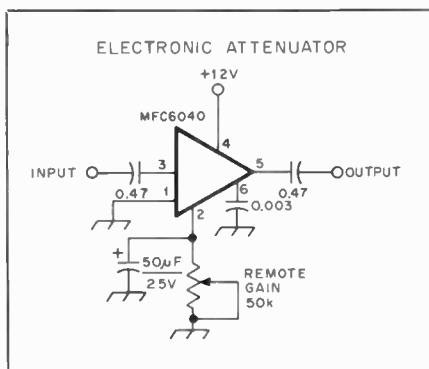 ELECTRONIC ATTENUATOR
+12V
MFC6040
4
INPUT
3
5
OUTPUT
0.47
1
6
0.47
2
0.003
+
50µF
25V
REMOTE
GAIN
50k